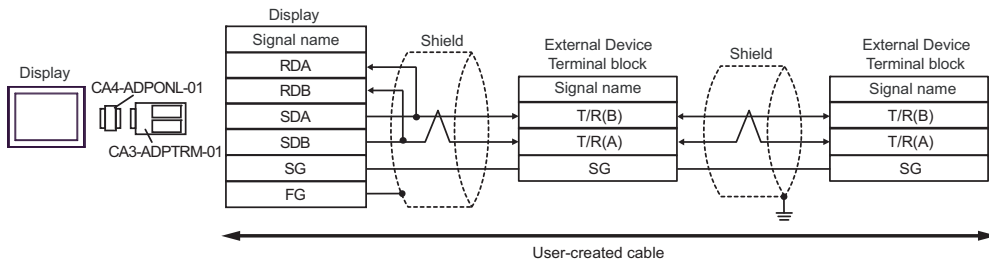 Display
CA4-ADPONL-01
CA3-ADPTRM-01
Display
Signal name
RDA
RDB
SDA
SDB
SG
FG
Shield
External Device
Terminal block
Signal name
T/R(B)
T/R(A)
SG
Shield
External Device
Terminal block
Signal name
T/R(B)
T/R(A)
SG
User-created cable